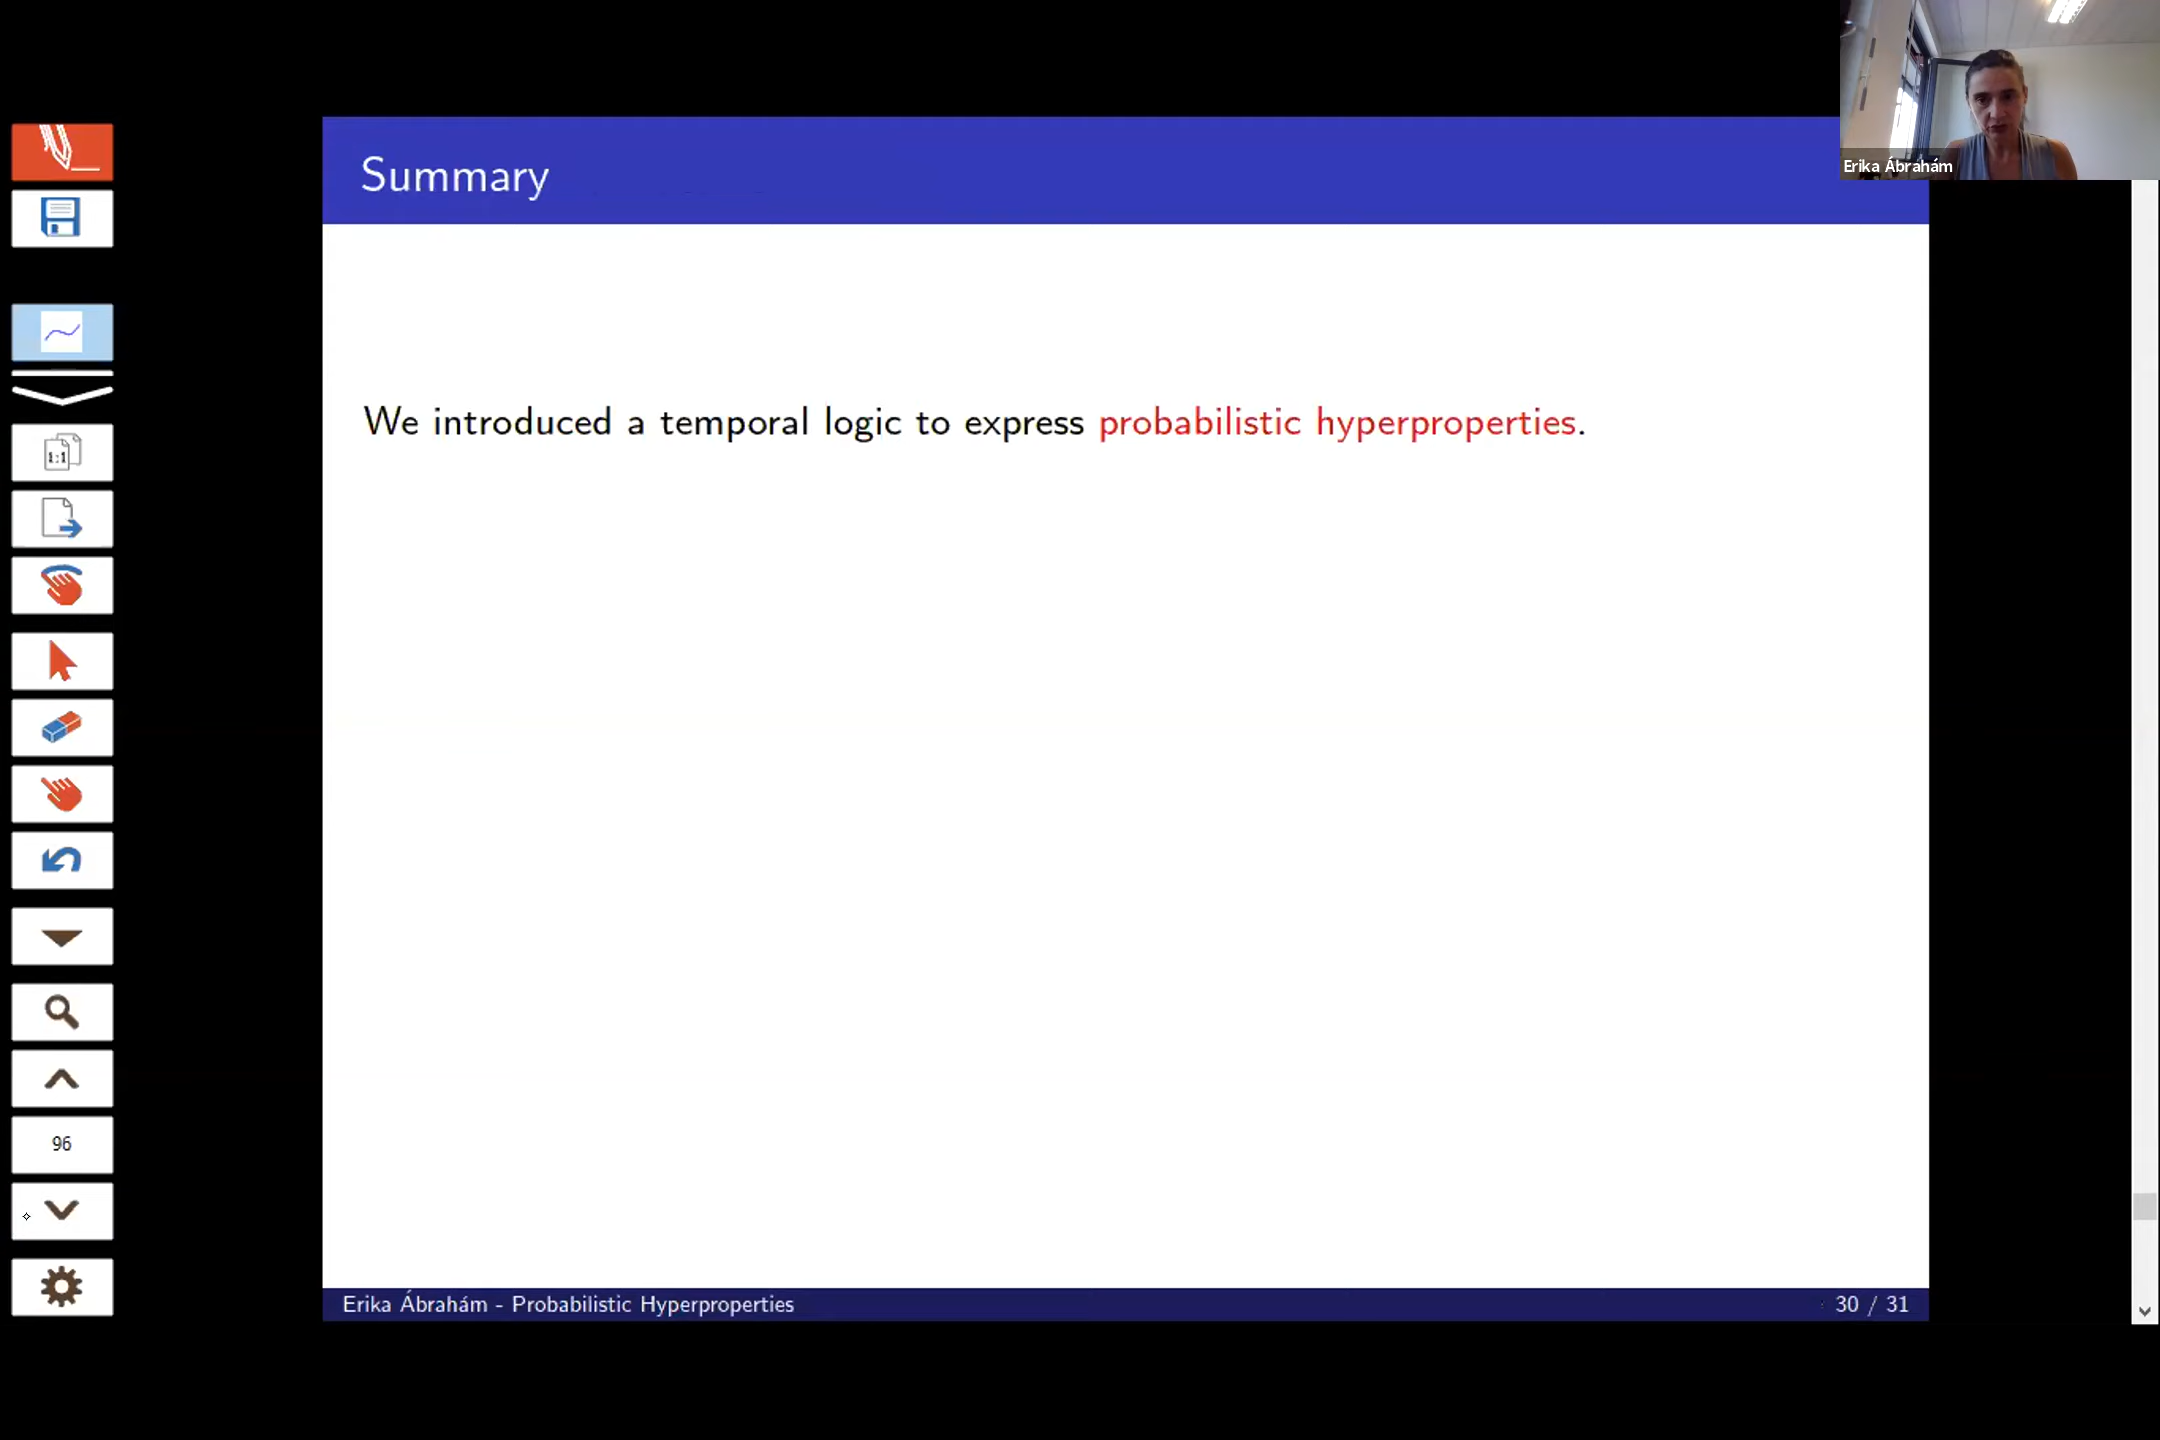 Erika Ábrahám
Summary
We introduced a temporal logic to express probabilistic hyperproperties.
1:1
96
Erika Ábrahám - Probabilistic Hyperproperties
30 / 31